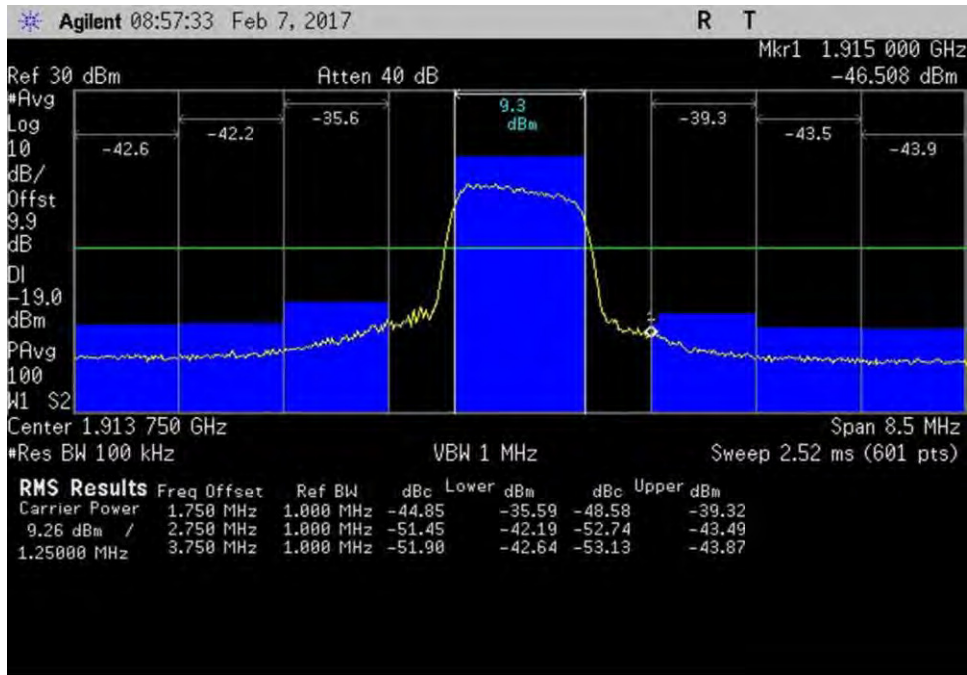 Agilent 08:57:33 Feb 7, 2017 R T
Mkr1 1.915 000 GHz
Ref 30 dBm Atten 40 dB -46.508 dBm
#Avg
Log
10
dB/
Offst
9.9
dB
DI
-19.0
dBm
PAvg
100
W1 S2
-42.6 -42.2 -35.6 9.3 dBm -39.3 -43.5 -43.9
1
Center 1.913 750 GHz Span 8.5 MHz
#Res BW 100 kHz VBW 1 MHz Sweep 2.52 ms (601 pts)
RMS Results Freq Offset Ref BW dBc Lower dBm dBc Upper dBm
Carrier Power 1.750 MHz 1.000 MHz -44.85 -35.59 -48.58 -39.32
9.26 dBm / 2.750 MHz 1.000 MHz -51.45 -42.19 -52.74 -43.49
1.25000 MHz 3.750 MHz 1.000 MHz -51.90 -42.64 -53.13 -43.87